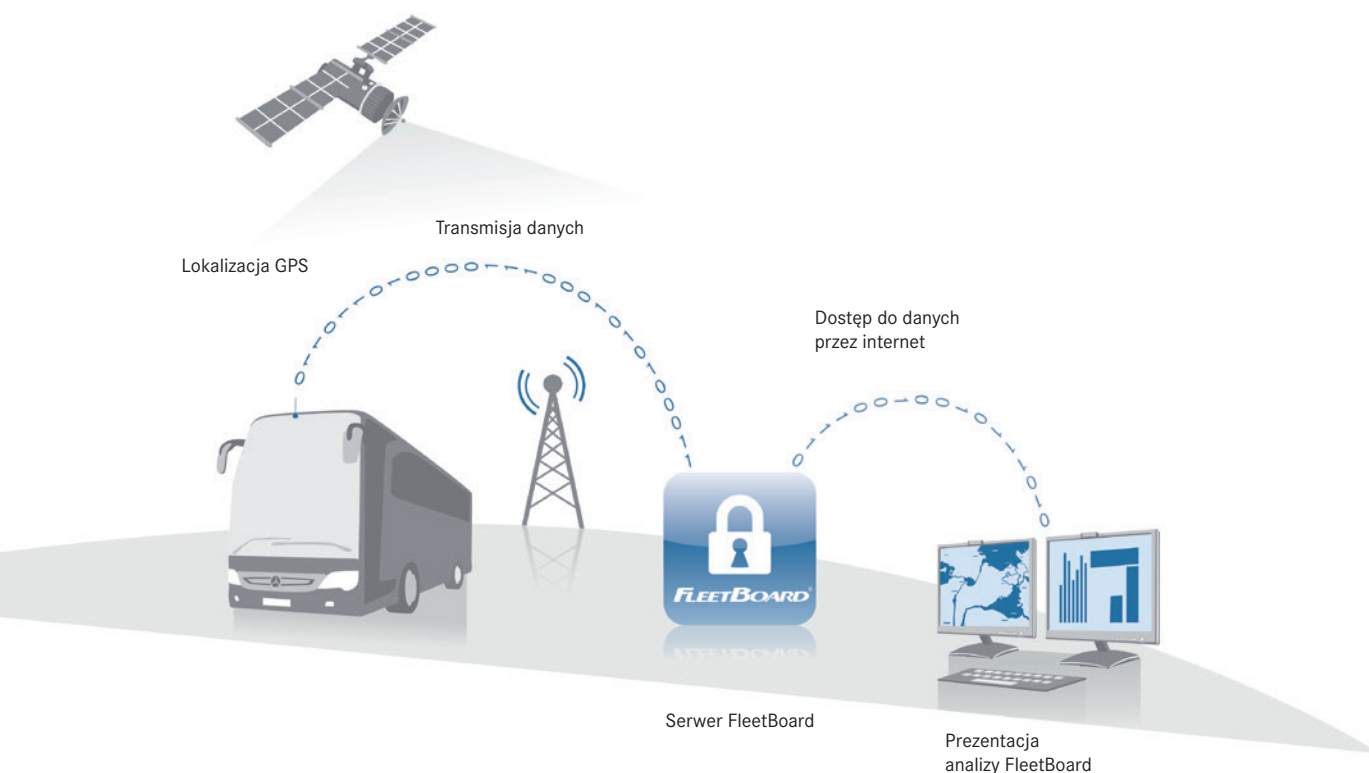 Transmisja danych
Lokalizacja GPS
Dostęp do danych
przez internet
FLEETBOARD®
Serwer FleetBoard
Prezentacja
analizy FleetBoard